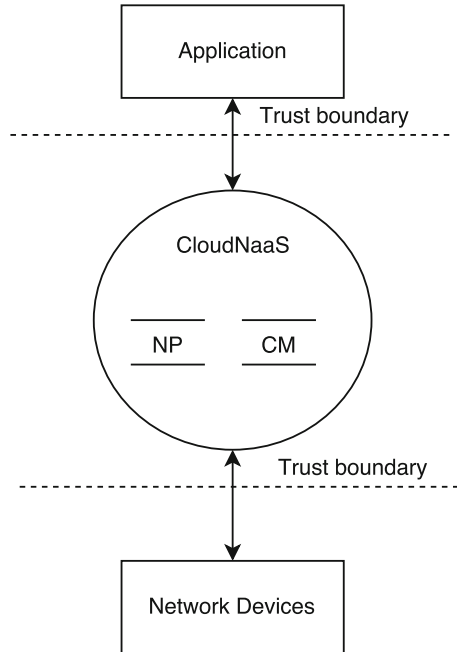 Application
Trust boundary
CloudNaaS
NP CM
Trust boundary
Network Devices